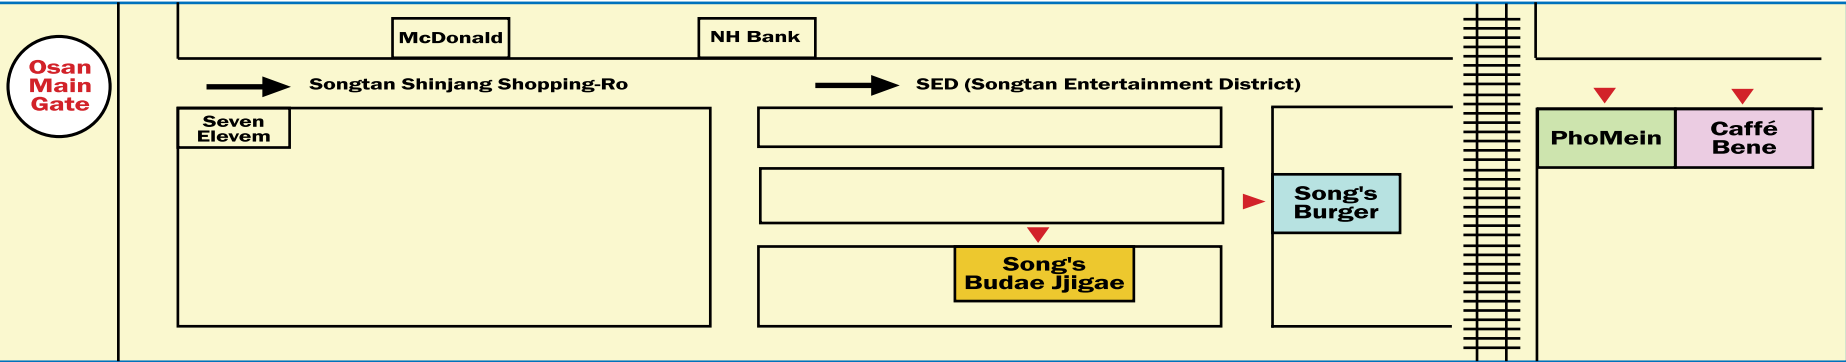 Osan
Main
Gate
McDonald
NH Bank
Songtan Shinjang Shopping-Ro
SED (Songtan Entertainment District)
Seven
Elevem
PhoMein
Caffé
Bene
Song's
Burger
Song's
Budae Jjigae